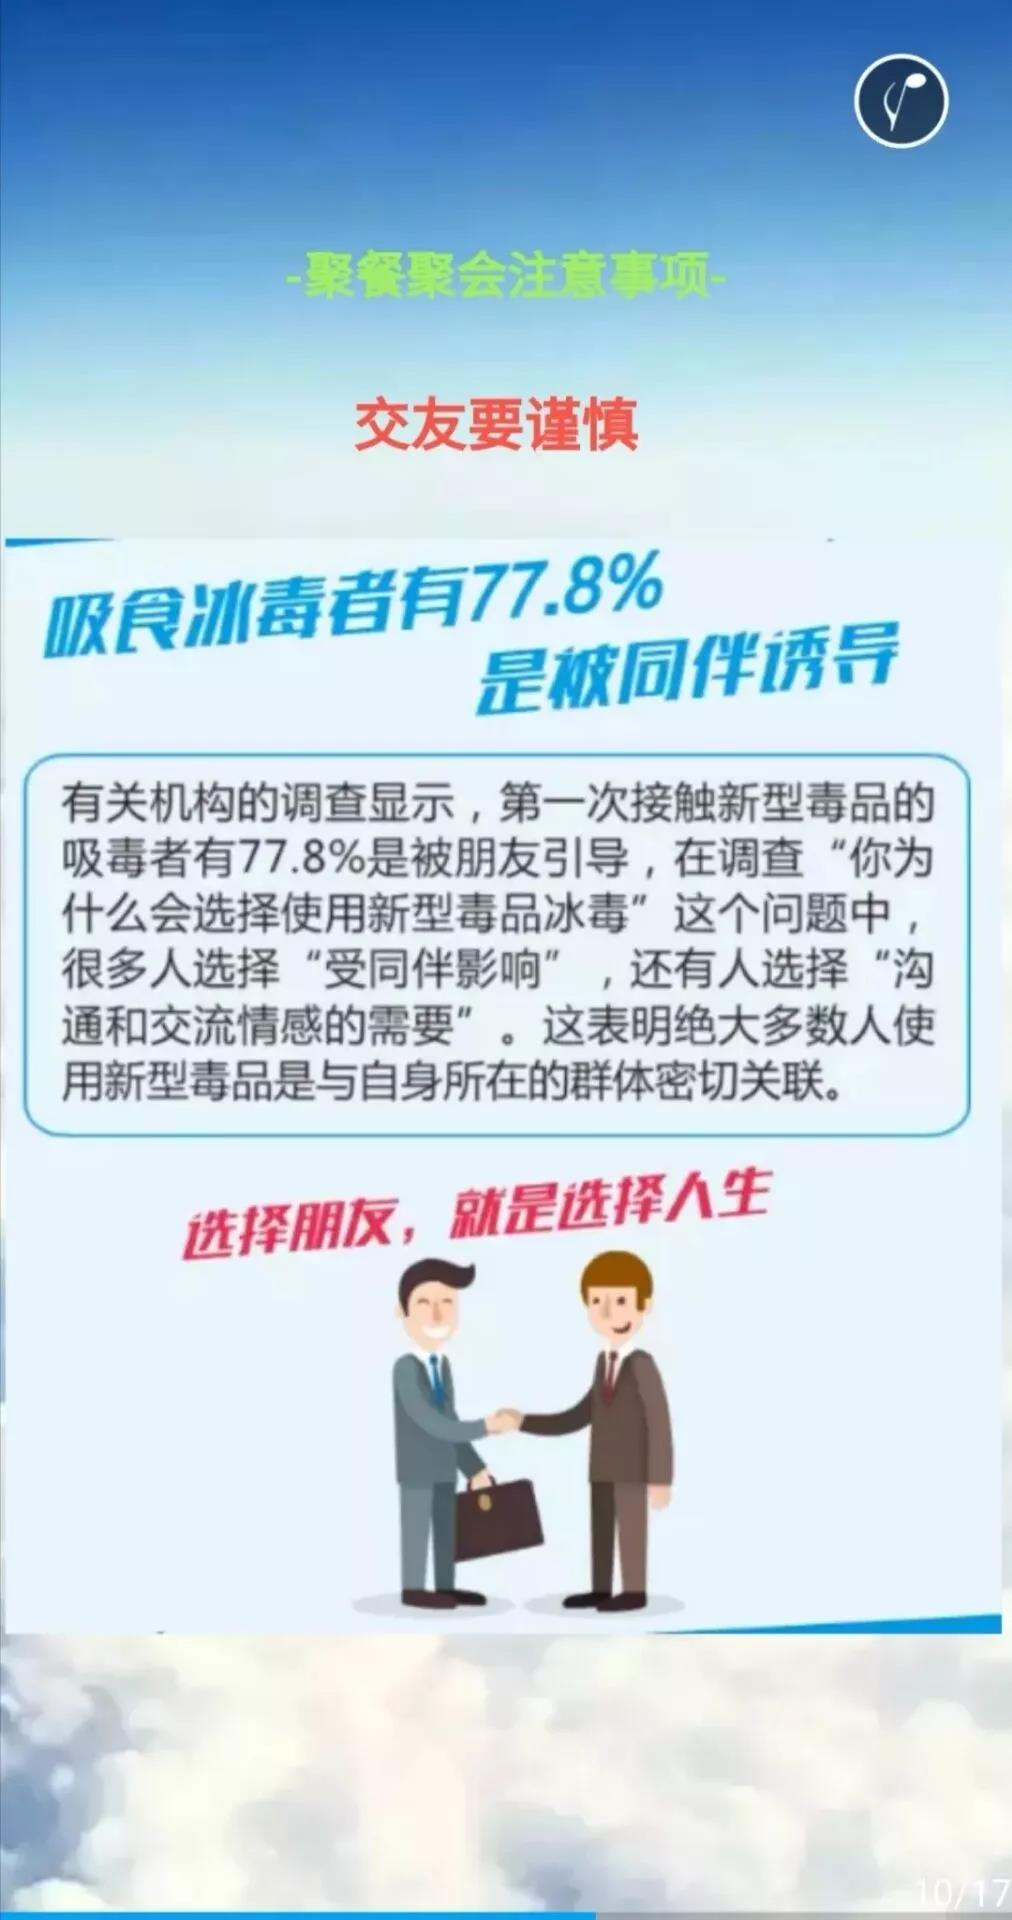 -聚餐聚会注意事项-
交友要谨慎
吸食冰毒者有77.8%
是被同伴诱导
有关机构的调查显示，第一次接触新型毒品的
吸毒者有77.8%是被朋友引导，在调查“你为
什么会选择使用新型毒品冰毒”这个问题中，
很多人选择“受同伴影响”，还有人选择“沟
通和交流情感的需要”。这表明绝大多数人使
用新型毒品是与自身所在的群体密切关联。
选择朋友，就是选择人生
10/17